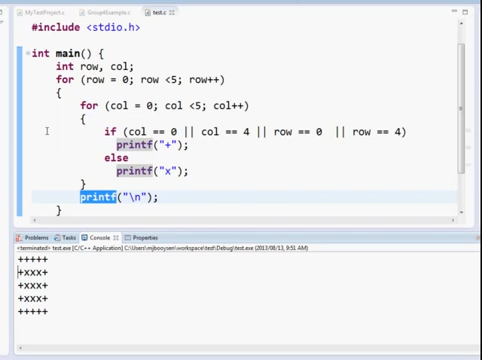 MyTestProject.c Group4Example.c test.c
#include <stdio.h>
int main() {
int row, col;
for (row = 0; row <5; row++)
{
for (col = 0; col <5; col++)
{
if (col == 0 || col == 4 || row == 0 || row == 4)
printf("+");
else
printf("x");
}
printf("\n");
}
Problems Tasks Console Properties
<terminated> test.exe [C/C++ Application] C:\Users\mjbooysen\workspace\test\Debug\test.exe (2013/08/13, 9:51 AM)
+++++
+xxx+
+xxx+
+xxx+
+++++